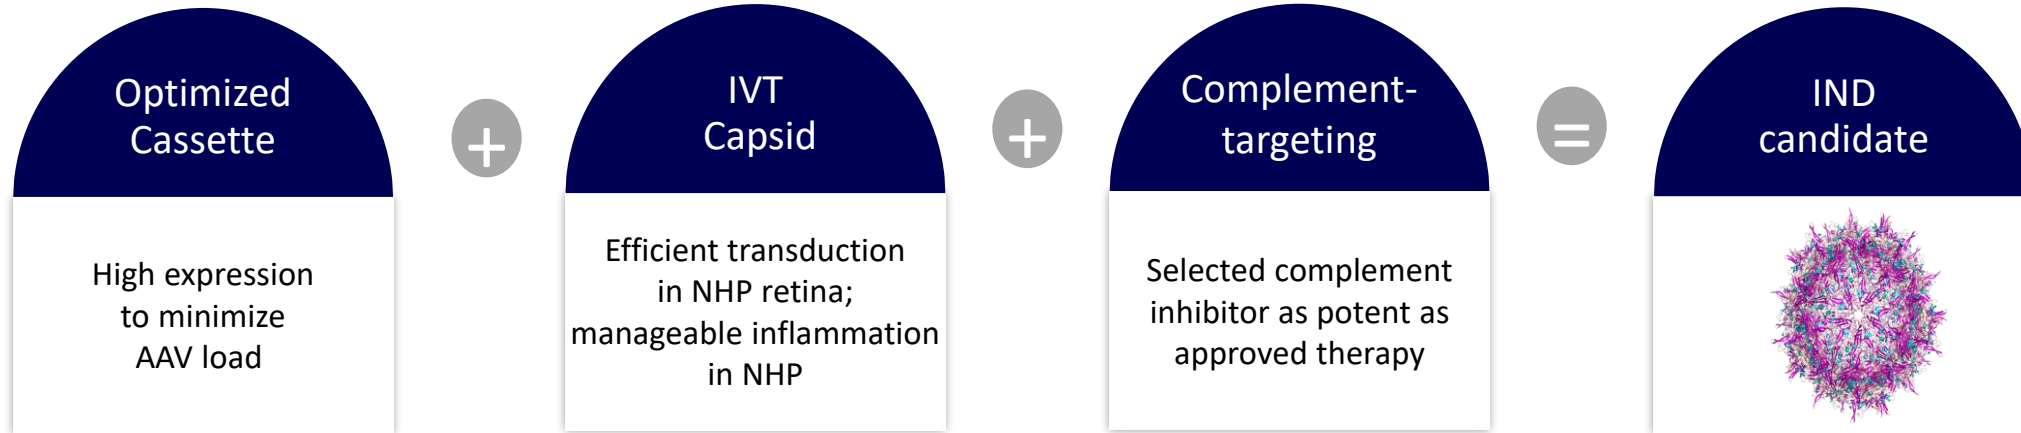 Optimized
Cassette
High expression
to minimize
AAV load
+
IVT
Capsid
Efficient transduction
in NHP retina;
manageable inflammation
in NHP
+
Complement-
targeting
Selected complement
inhibitor as potent as
approved therapy
=
IND
candidate